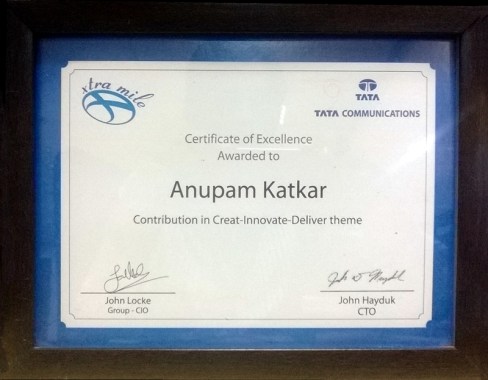 xtra mile
TATA
TATA COMMUNICATIONS
Certificate of Excellence
Awarded to
Anupam Katkar
Contribution in Creat-Innovate-Deliver theme
John Locke
Group - CIO
John Hayduk
CTO